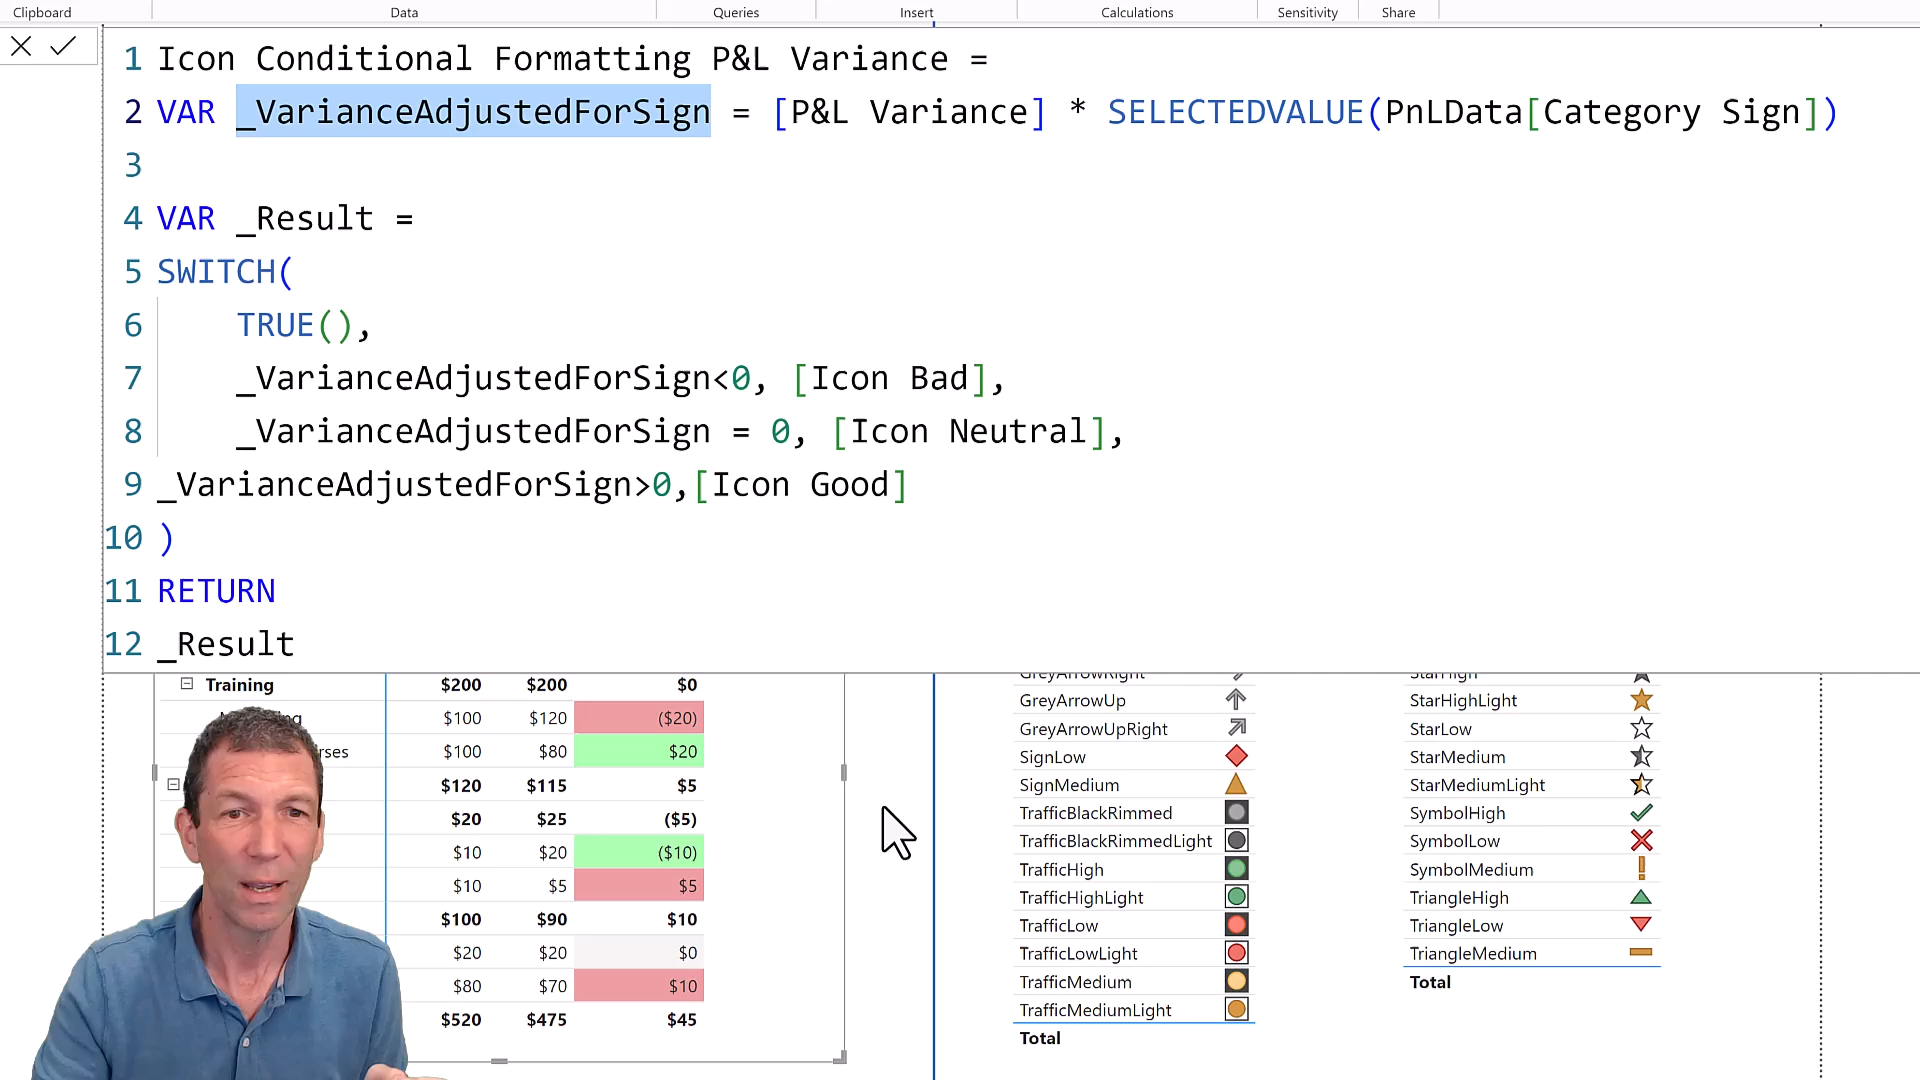 Clipboard
Data
Queries
Insert
Calculations
Sensitivity
Share
1 Icon Conditional Formatting P&L Variance =
2 VAR _VarianceAdjustedForSign = [P&L Variance] * SELECTEDVALUE(PnLData[Category Sign])
3
4 VAR _Result =
5 SWITCH(
6 TRUE(),
7 _VarianceAdjustedForSign<0, [Icon Bad],
8 _VarianceAdjustedForSign = 0, [Icon Neutral],
9 _VarianceAdjustedForSign>0,[Icon Good]
10 )
11 RETURN
12 _Result
Training $200 $200 $0
$100 $120 ($20)
$100 $80 $20
$120 $115 $5
$20 $25 ($5)
$10 $20 ($10)
$10 $5 $5
$100 $90 $10
$20 $20 $0
$80 $70 $10
$520 $475 $45
GreyArrowRight
GreyArrowUp
GreyArrowUpRight
SignLow
SignMedium
TrafficBlackRimmed
TrafficBlackRimmedLight
TrafficHigh
TrafficHighLight
TrafficLow
TrafficLowLight
TrafficMedium
TrafficMediumLight
Total
StarHigh
StarHighLight
StarLow
StarMedium
StarMediumLight
SymbolHigh
SymbolLow
SymbolMedium
TriangleHigh
TriangleLow
TriangleMedium
Total